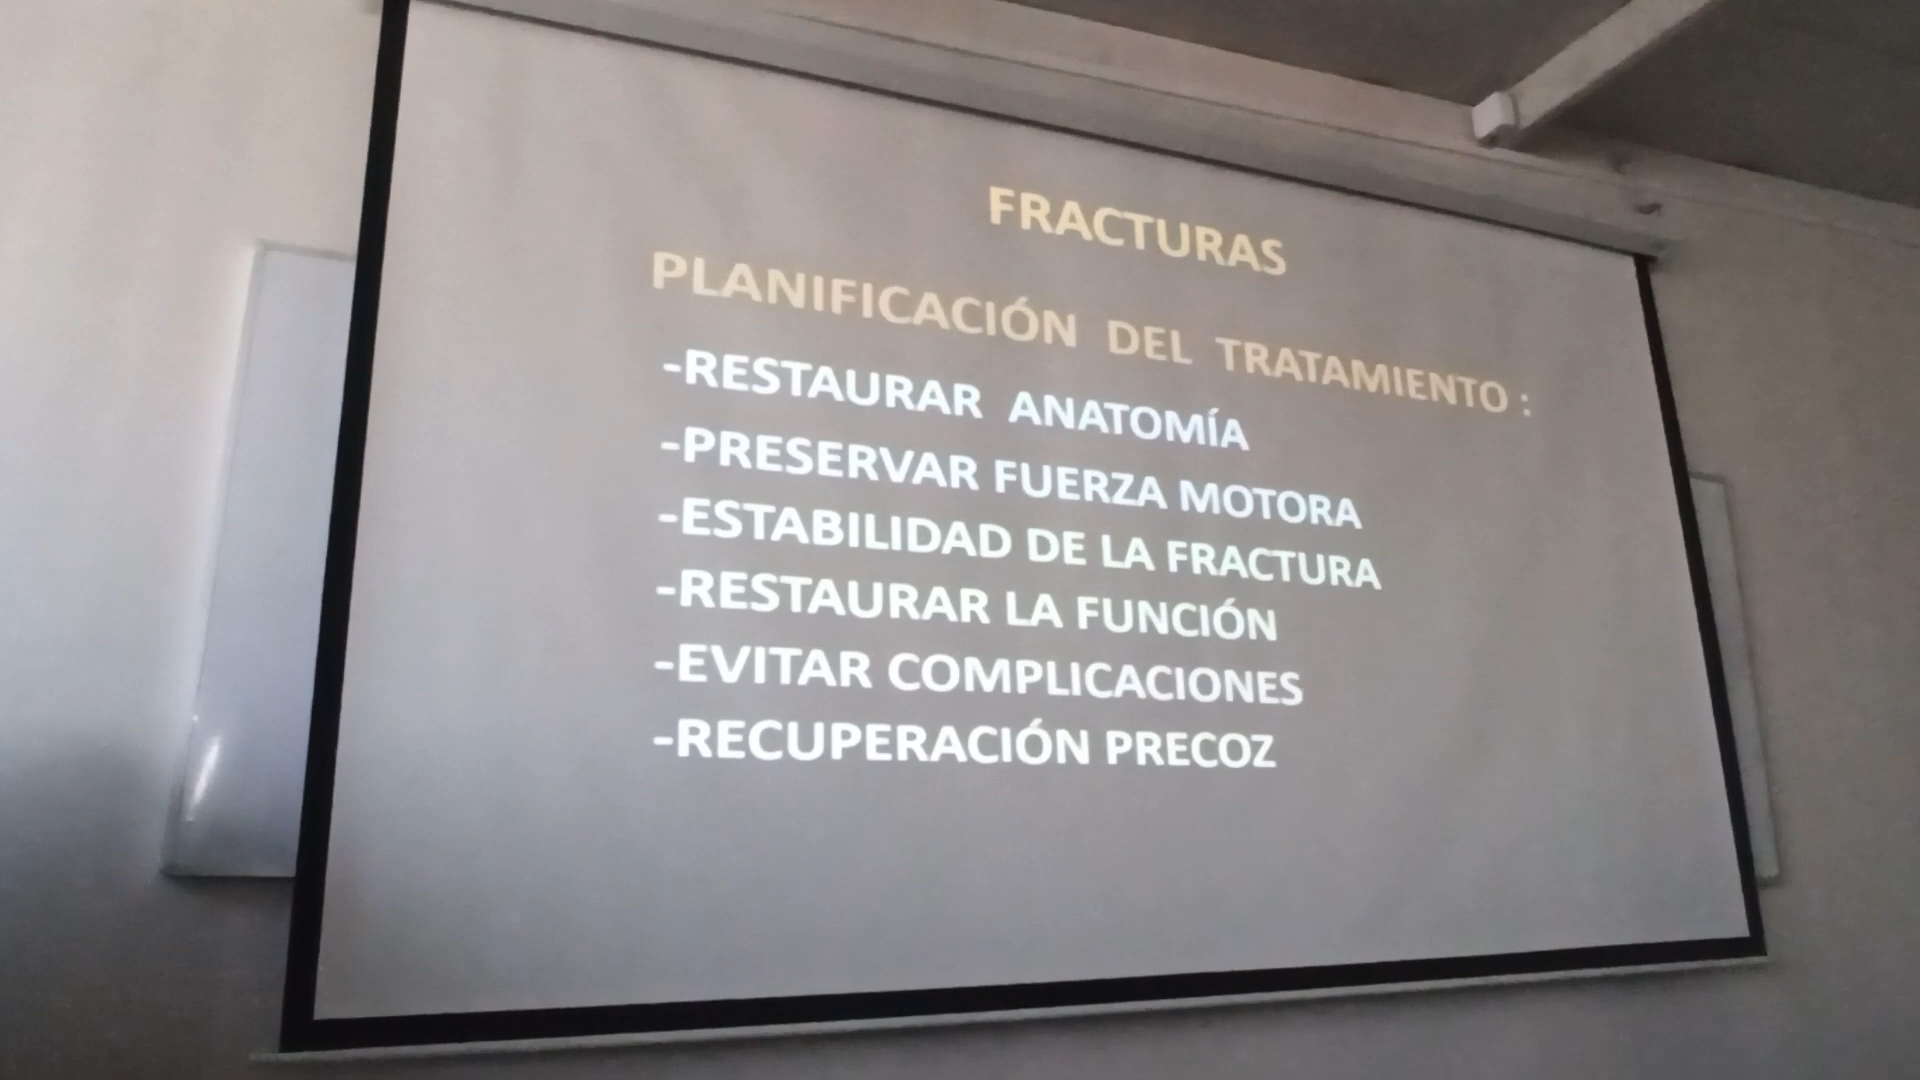 FRACTURAS
PLANIFICACIÓN DEL TRATAMIENTO :
-RESTAURAR ANATOMÍA
-PRESERVAR FUERZA MOTORA
-ESTABILIDAD DE LA FRACTURA
-RESTAURAR LA FUNCIÓN
-EVITAR COMPLICACIONES
-RECUPERACIÓN PRECOZ